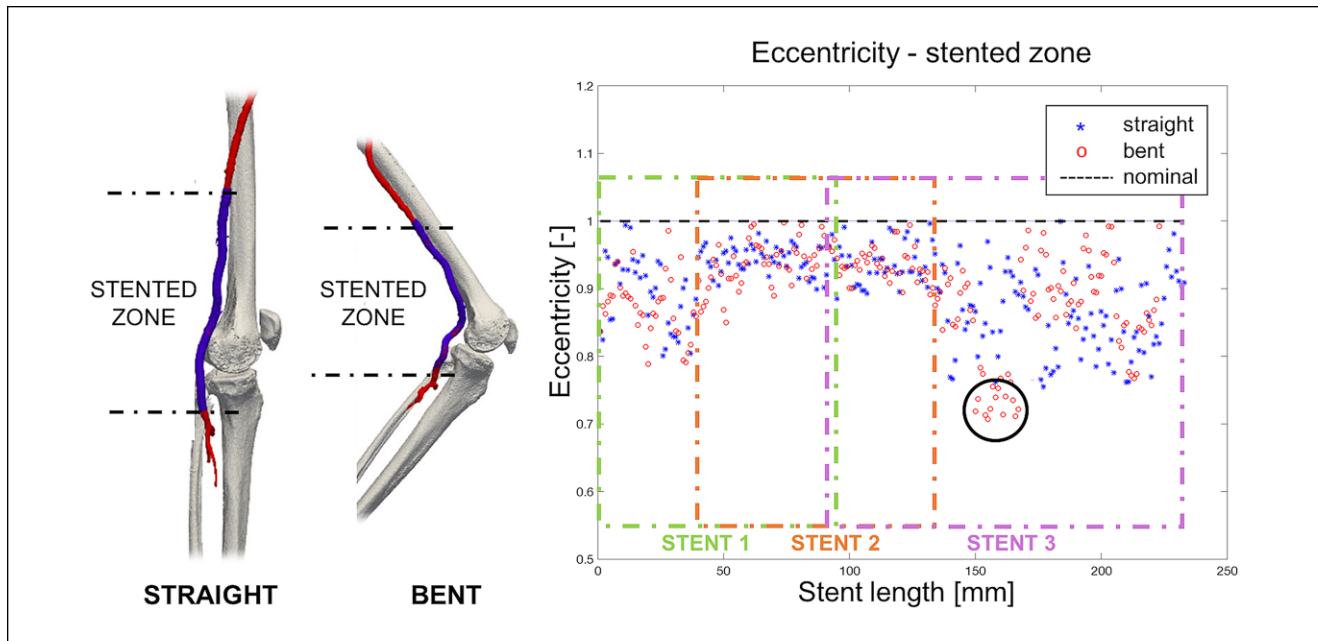 STENTED
ZONE
STRAIGHT
STENTED
ZONE
BENT
Eccentricity - stented zone
Eccentricity [-]
1.2
1.1
1
0.9
0.8
0.7
0.6
0.5
straight
bent
nominal
STENT 1
STENT 2
STENT 3
0
50
100
150
200
250
Stent length [mm]